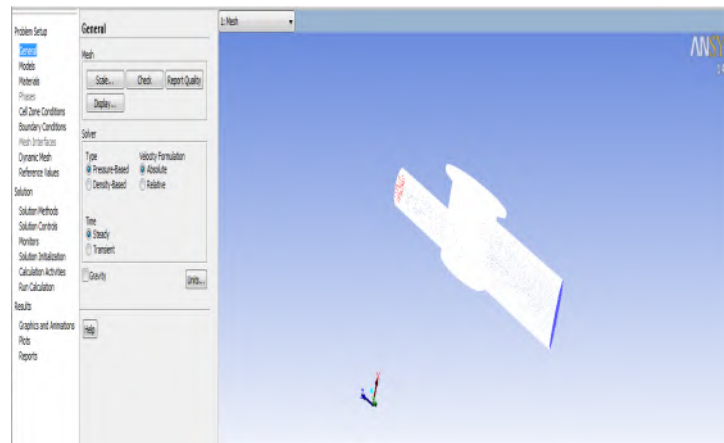 Problem Setup
General
Models
Materials
Phases
Cell Zone Conditions
Boundary Conditions
Mesh Interfaces
Dynamic Mesh
Reference Values
Solution
Solution Methods
Solution Controls
Monitors
Solution Initialization
Calculation Activities
Run Calculation
Results
Graphics and Animations
Plots
Reports
General
Mesh
Scale... Check Report Quality
Display...
Solver
Type Velocity Formulation
Pressure-Based Absolute
Density-Based Relative
Time
Steady
Transient
Gravity Units...
Help
1: Mesh
ANSY